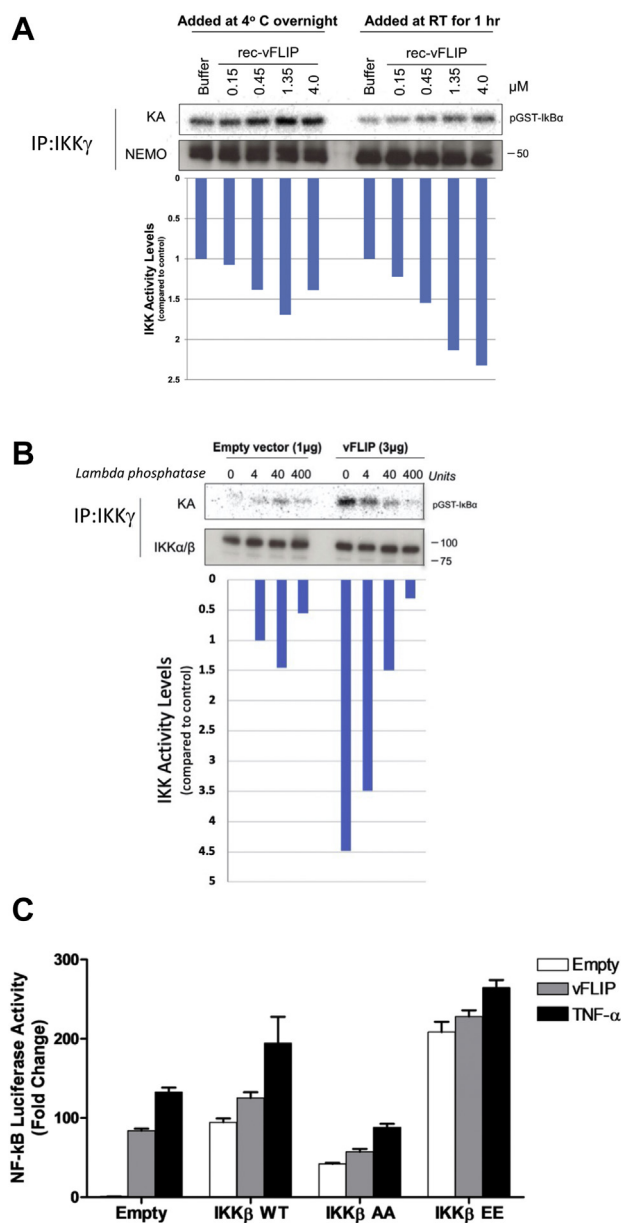 A
Added at 4º C overnight
Added at RT for 1 hr
rec-vFLIP
rec-vFLIP
Buffer
0.15
0.45
1.35
4.0
Buffer
0.15
0.45
1.35
4.0
µM
IP:IKKγ
KA
pGST-IkBα
NEMO
–50
IKK Activity Levels
(compared to control)
0
0.5
1
1.5
2
2.5
B
Empty vector (1µg)
vFLIP (3µg)
Lambda phosphatase
0 4 40 400
0 4 40 400
Units
IP:IKKγ
KA
pGST-IkBα
IKKα/β
–100
–75
IKK Activity Levels
(compared to control)
0
0.5
1
1.5
2
2.5
3
3.5
4
4.5
5
C
NF-kB Luciferase Activity
(Fold Change)
300
200
100
0
Empty
vFLIP
TNF-α
Empty
IKKβ WT
IKKβ AA
IKKβ EE